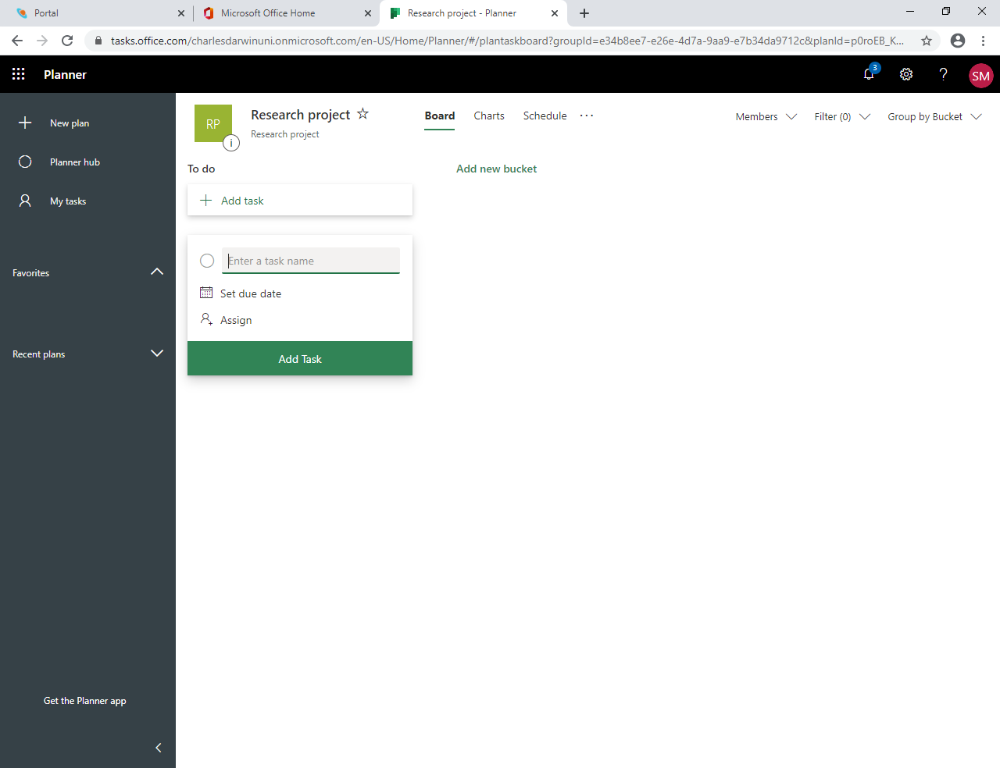 Portal
Microsoft Office Home
Research project - Planner
tasks.office.com/charlesdarwinuni.onmicrosoft.com/en-US/Home/Planner/#/plantaskboard?groupId=e34b8ee7-e26e-4d7a-9aa9-e7b34da9712c&planId=p0roEB_K...
Planner
3
SM
New plan
Planner hub
My tasks
Favorites
Recent plans
Get the Planner app
RP
Research project
Research project
Board
Charts
Schedule
Members
Filter (0)
Group by Bucket
To do
Add new bucket
Add task
Enter a task name
Set due date
Assign
Add Task